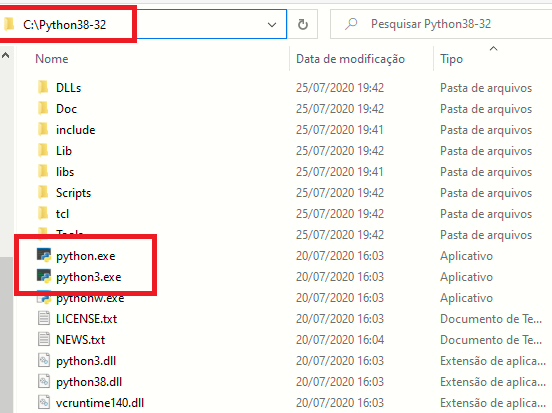 C:\Python38-32 Pesquisar Python38-32
Nome Data de modificação Tipo
DLLs 25/07/2020 19:42 Pasta de arquivos
Doc 25/07/2020 19:42 Pasta de arquivos
include 25/07/2020 19:41 Pasta de arquivos
Lib 25/07/2020 19:42 Pasta de arquivos
libs 25/07/2020 19:41 Pasta de arquivos
Scripts 25/07/2020 19:42 Pasta de arquivos
tcl 25/07/2020 19:42 Pasta de arquivos
Tools 25/07/2020 19:42 Pasta de arquivos
python.exe 20/07/2020 16:03 Aplicativo
python3.exe 20/07/2020 16:03 Aplicativo
pythonw.exe 20/07/2020 16:03 Aplicativo
LICENSE.txt 20/07/2020 16:03 Documento de Te...
NEWS.txt 20/07/2020 16:04 Documento de Te...
python3.dll 20/07/2020 16:03 Extensão de aplica...
python38.dll 20/07/2020 16:03 Extensão de aplica...
vcruntime140.dll 20/07/2020 16:03 Extensão de aplica...